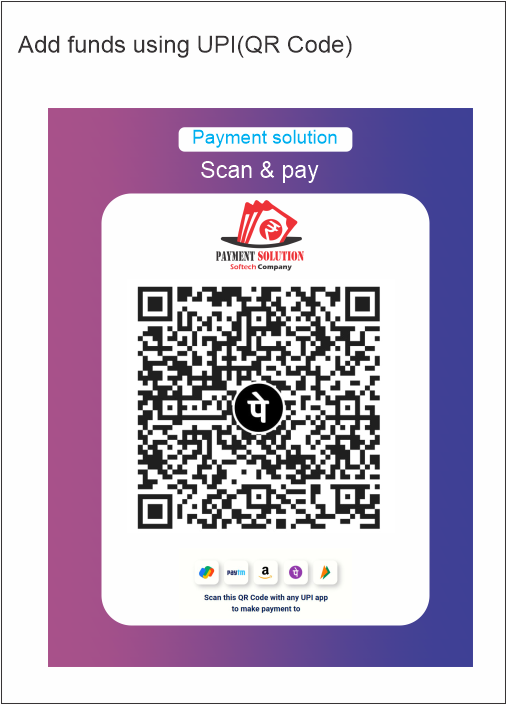 Add funds using UPI(QR Code)
Payment solution
Scan & pay
PAYMENT SOLUTION
Softech Company
पे
Paytm
a
पे
Scan this QR Code with any UPI app
to make payment to